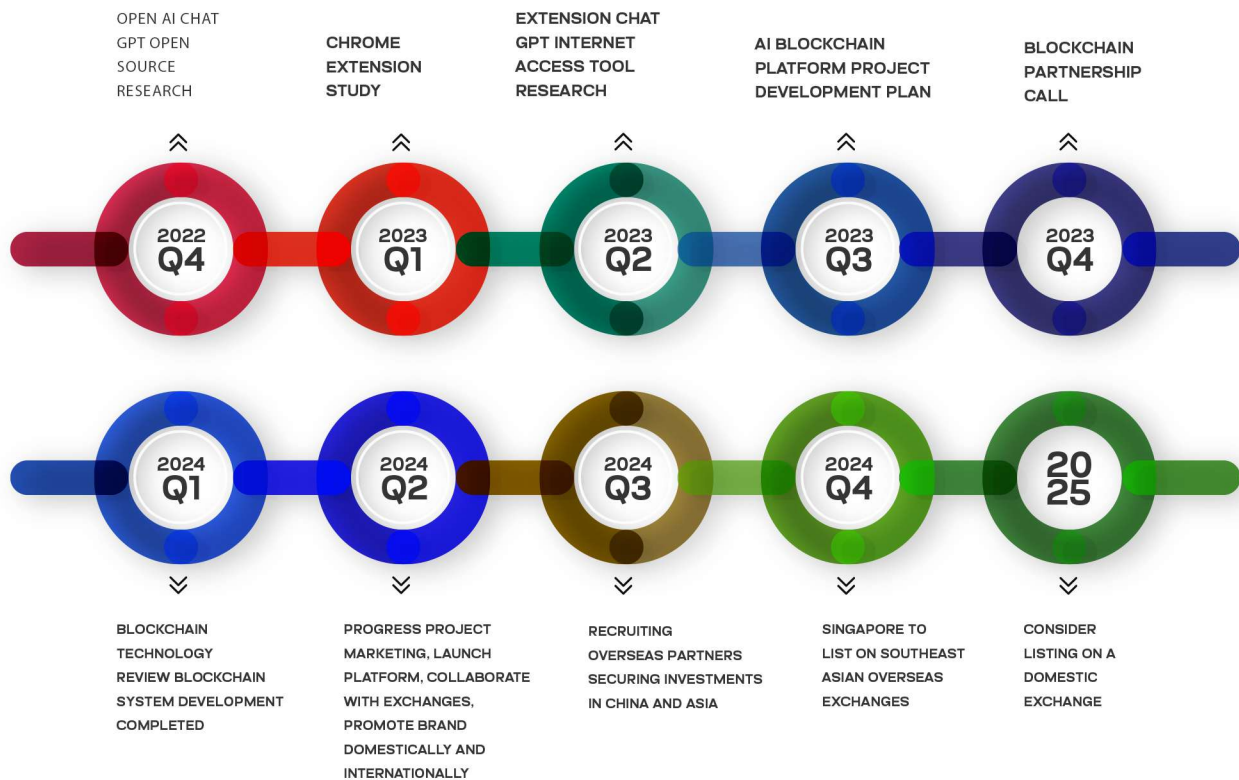 OPEN AI CHAT
GPT OPEN
SOURCE
RESEARCH
CHROME
EXTENSION
STUDY
EXTENSION CHAT
GPT INTERNET
ACCESS TOOL
RESEARCH
AI BLOCKCHAIN
PLATFORM PROJECT
DEVELOPMENT PLAN
BLOCKCHAIN
PARTNERSHIP
CALL
2022
Q4
2023
Q1
2023
Q2
2023
Q3
2023
Q4
2024
Q1
2024
Q2
2024
Q3
2024
Q4
20
25
BLOCKCHAIN
TECHNOLOGY
REVIEW BLOCKCHAIN
SYSTEM DEVELOPMENT
COMPLETED
PROGRESS PROJECT
MARKETING, LAUNCH
PLATFORM, COLLABORATE
WITH EXCHANGES,
PROMOTE BRAND
DOMESTICALLY AND
INTERNATIONALLY
RECRUITING
OVERSEAS PARTNERS
SECURING INVESTMENTS
IN CHINA AND ASIA
SINGAPORE TO
LIST ON SOUTHEAST
ASIAN OVERSEAS
EXCHANGES
CONSIDER
LISTING ON A
DOMESTIC
EXCHANGE